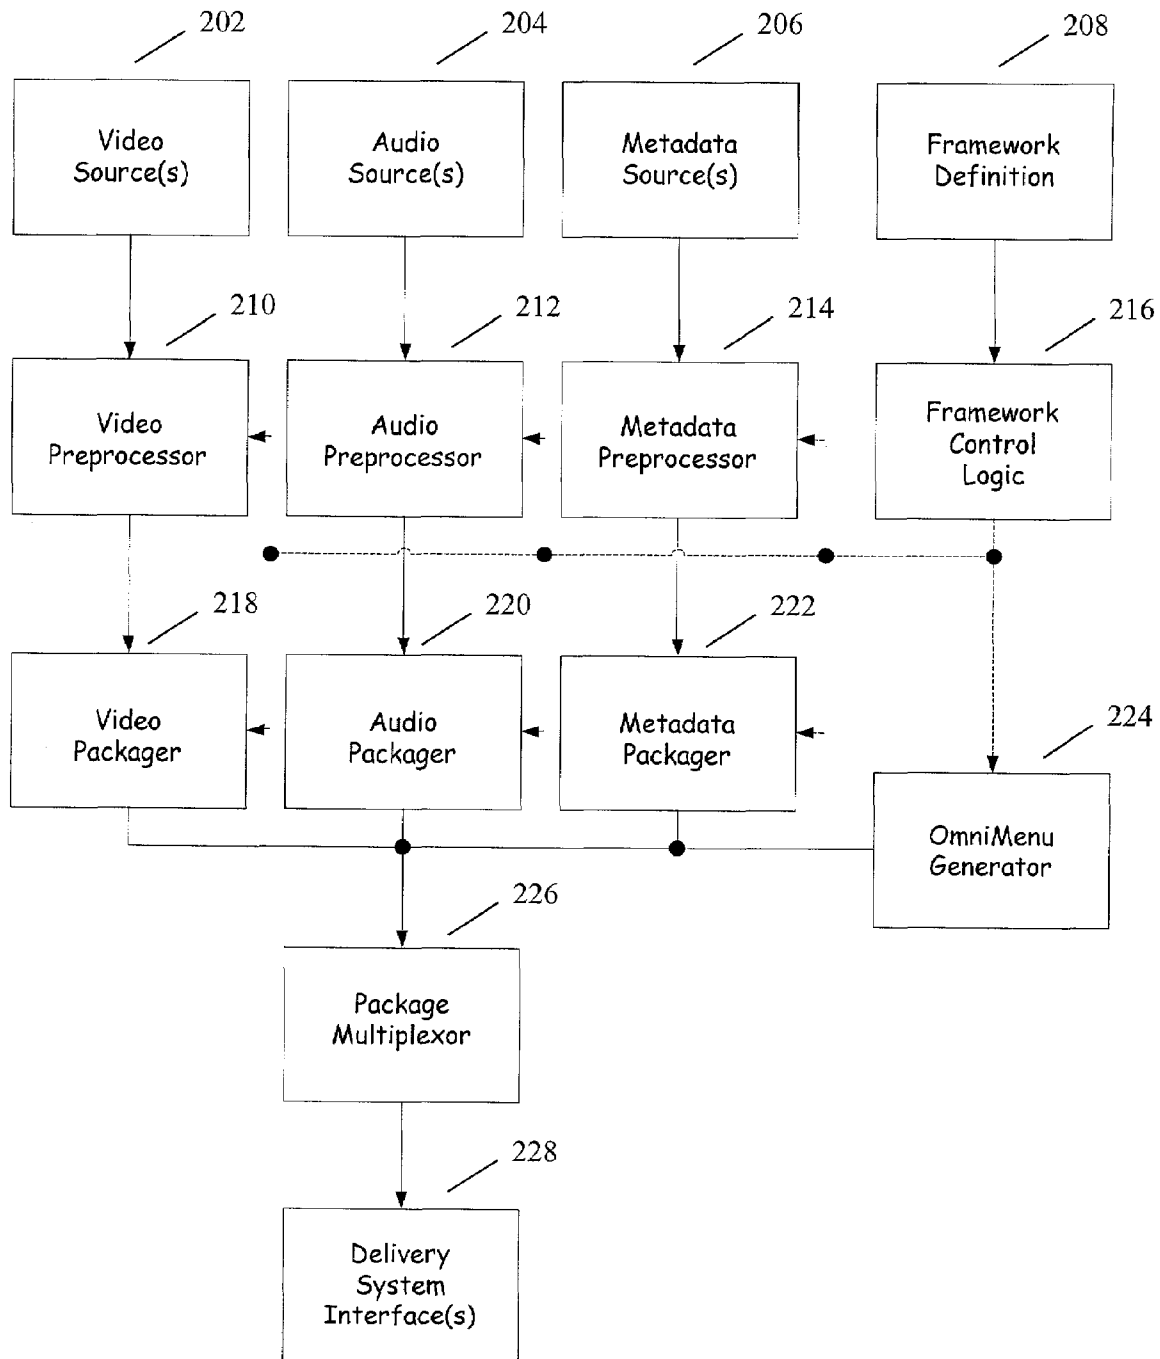 202
204
206
208
Video
Source(s)
Audio
Source(s)
Metadata
Source(s)
Framework
Definition
210
212
214
216
Video
Preprocessor
Audio
Preprocessor
Metadata
Preprocessor
Framework
Control
Logic
218
220
222
224
Video
Packager
Audio
Packager
Metadata
Packager
OmniMenu
Generator
226
Package
Multiplexor
228
Delivery
System
Interface(s)